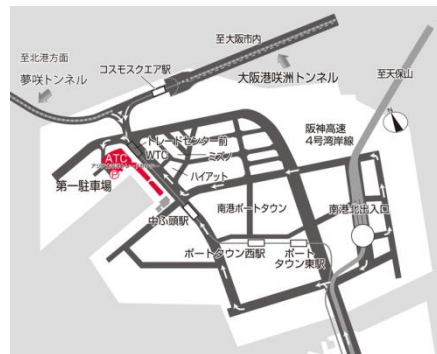 至大阪市内
至北港方面
コスモスクエア駅
夢咲トンネル
大阪港咲洲トンネル
至天保山
トレードセンター前
阪神高速
4号湾岸線
ATC
WTC
ミズノ
P
ハイアット
第一駐車場
南港ポートタウン
南港北出入口
中ふ頭駅
ポートタウン西駅
ポート
タウン東駅